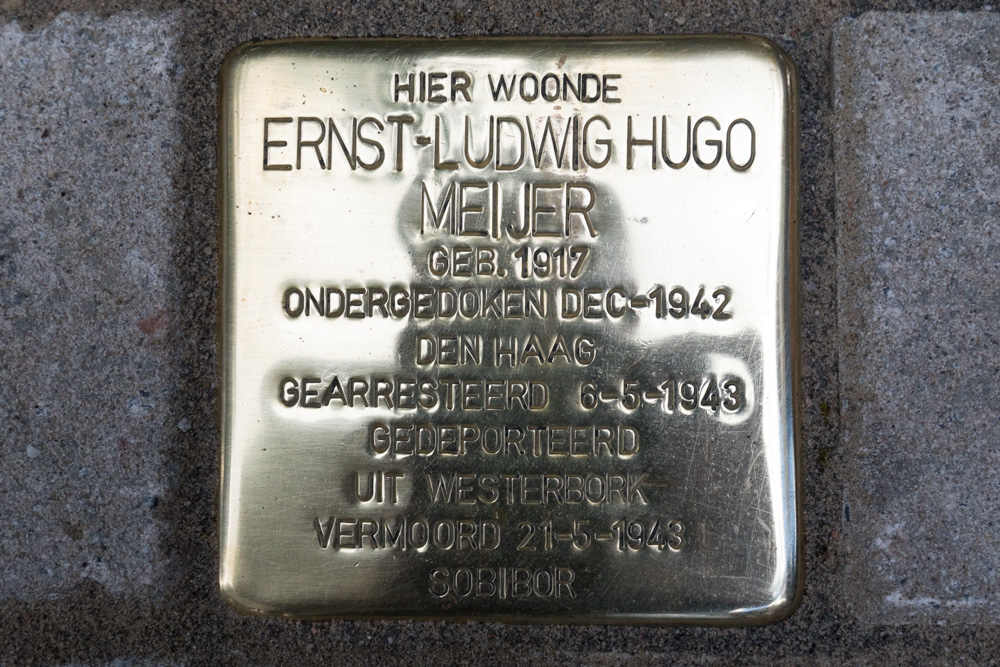 HIER WOONDE
ERNST-LUDWIG HUGO
MEIJER
GEB. 1917
ONDERGEDOKEN DEC-1942
DEN HAAG
GEARRESTEERD 6-5-1943
GEDEPORTEERD
UIT WESTERBORK
VERMOORD 21-5-1943
SOBIBOR